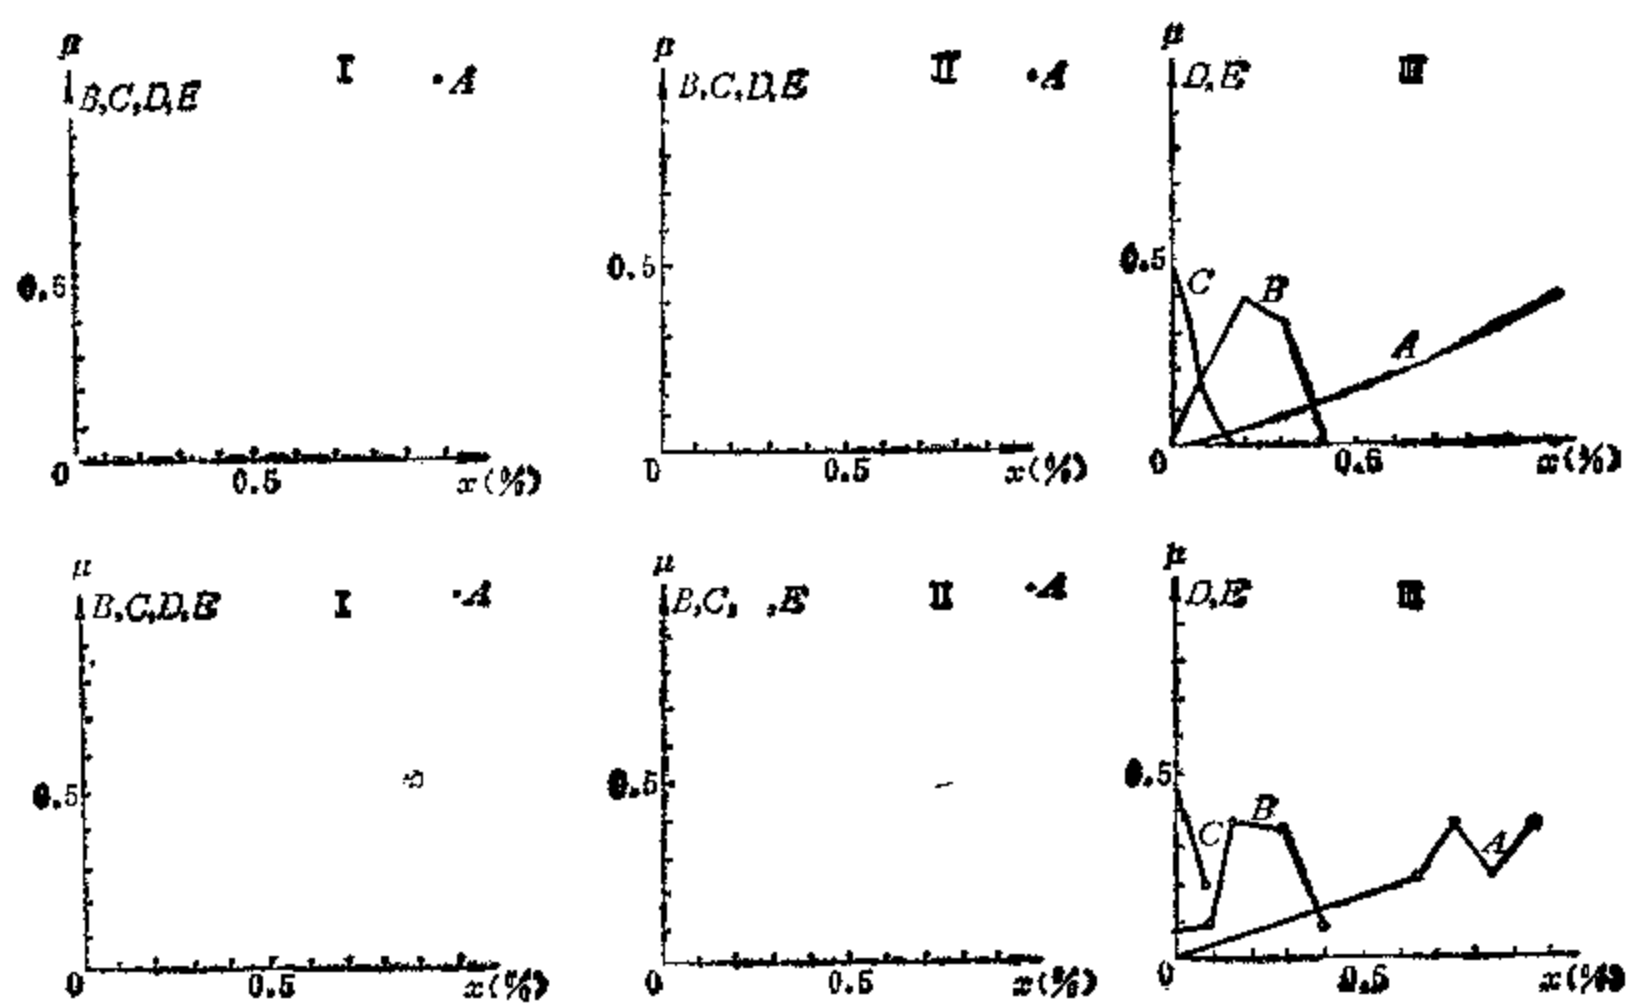 μ
B,C,D,E I ·A
0.5
0 0.5 x(%)
μ
B,C,D,E II ·A
0.5
0 0.5 x(%)
μ
D,E III
0.5
C B A
0 0.5 x(%)
μ
B,C,D,E I ·A
0.5
0 0.5 x(%)
μ
B,C, ,E II ·A
0.5
0 0.5 x(%)
μ
D,E III
0.5
C B A
0 0.5 x(%)